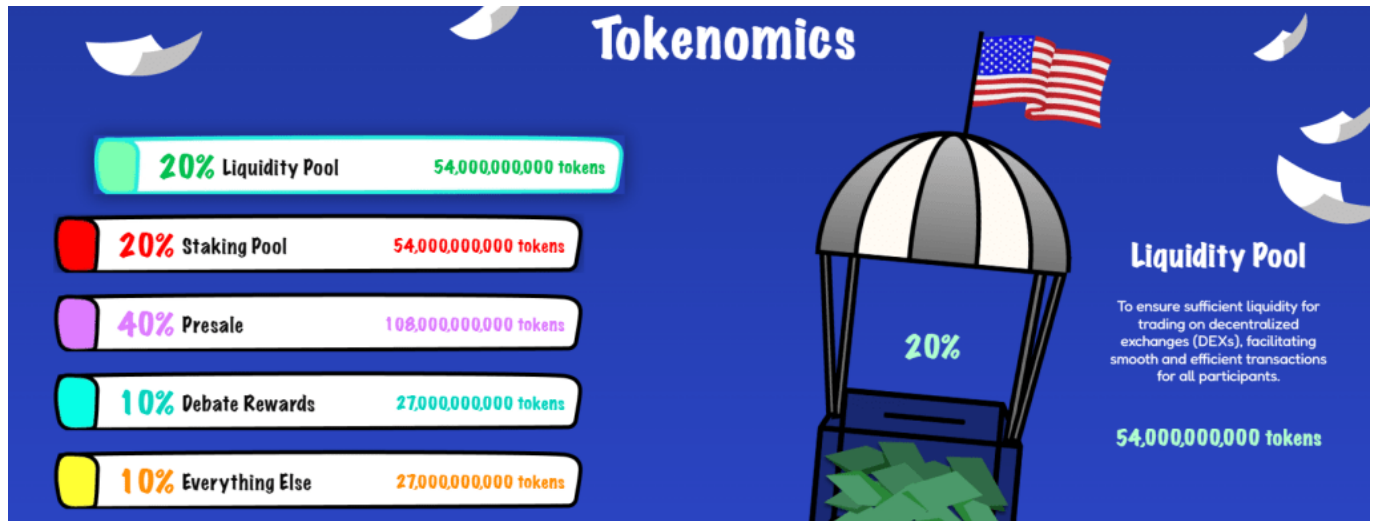 Tokenomics
20% Liquidity Pool 54,000,000,000 tokens
20% Staking Pool 54,000,000,000 tokens
40% Presale 108,000,000,000 tokens
10% Debate Rewards 27,000,000,000 tokens
10% Everything Else 27,000,000,000 tokens
20%
Liquidity Pool
To ensure sufficient liquidity for
trading on decentralized
exchanges (DEXs), facilitating
smooth and efficient transactions
for all participants.
54,000,000,000 tokens